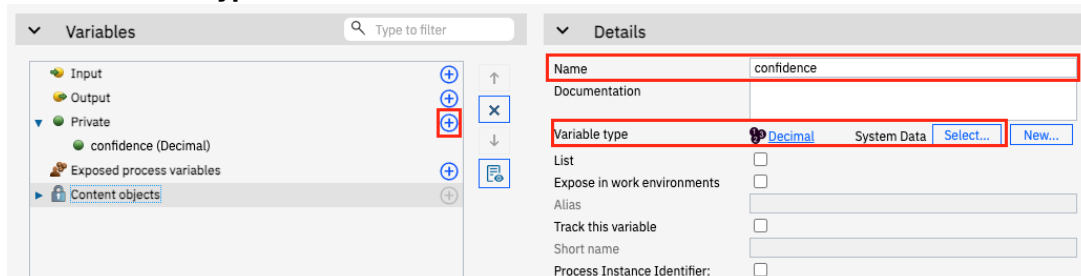 Variables
Type to filter
Input
Output
Private
confidence (Decimal)
Exposed process variables
Content objects
Details
Name confidence
Documentation
Variable type Decimal System Data Select... New...
List
Expose in work environments
Alias
Track this variable
Short name
Process Instance Identifier: